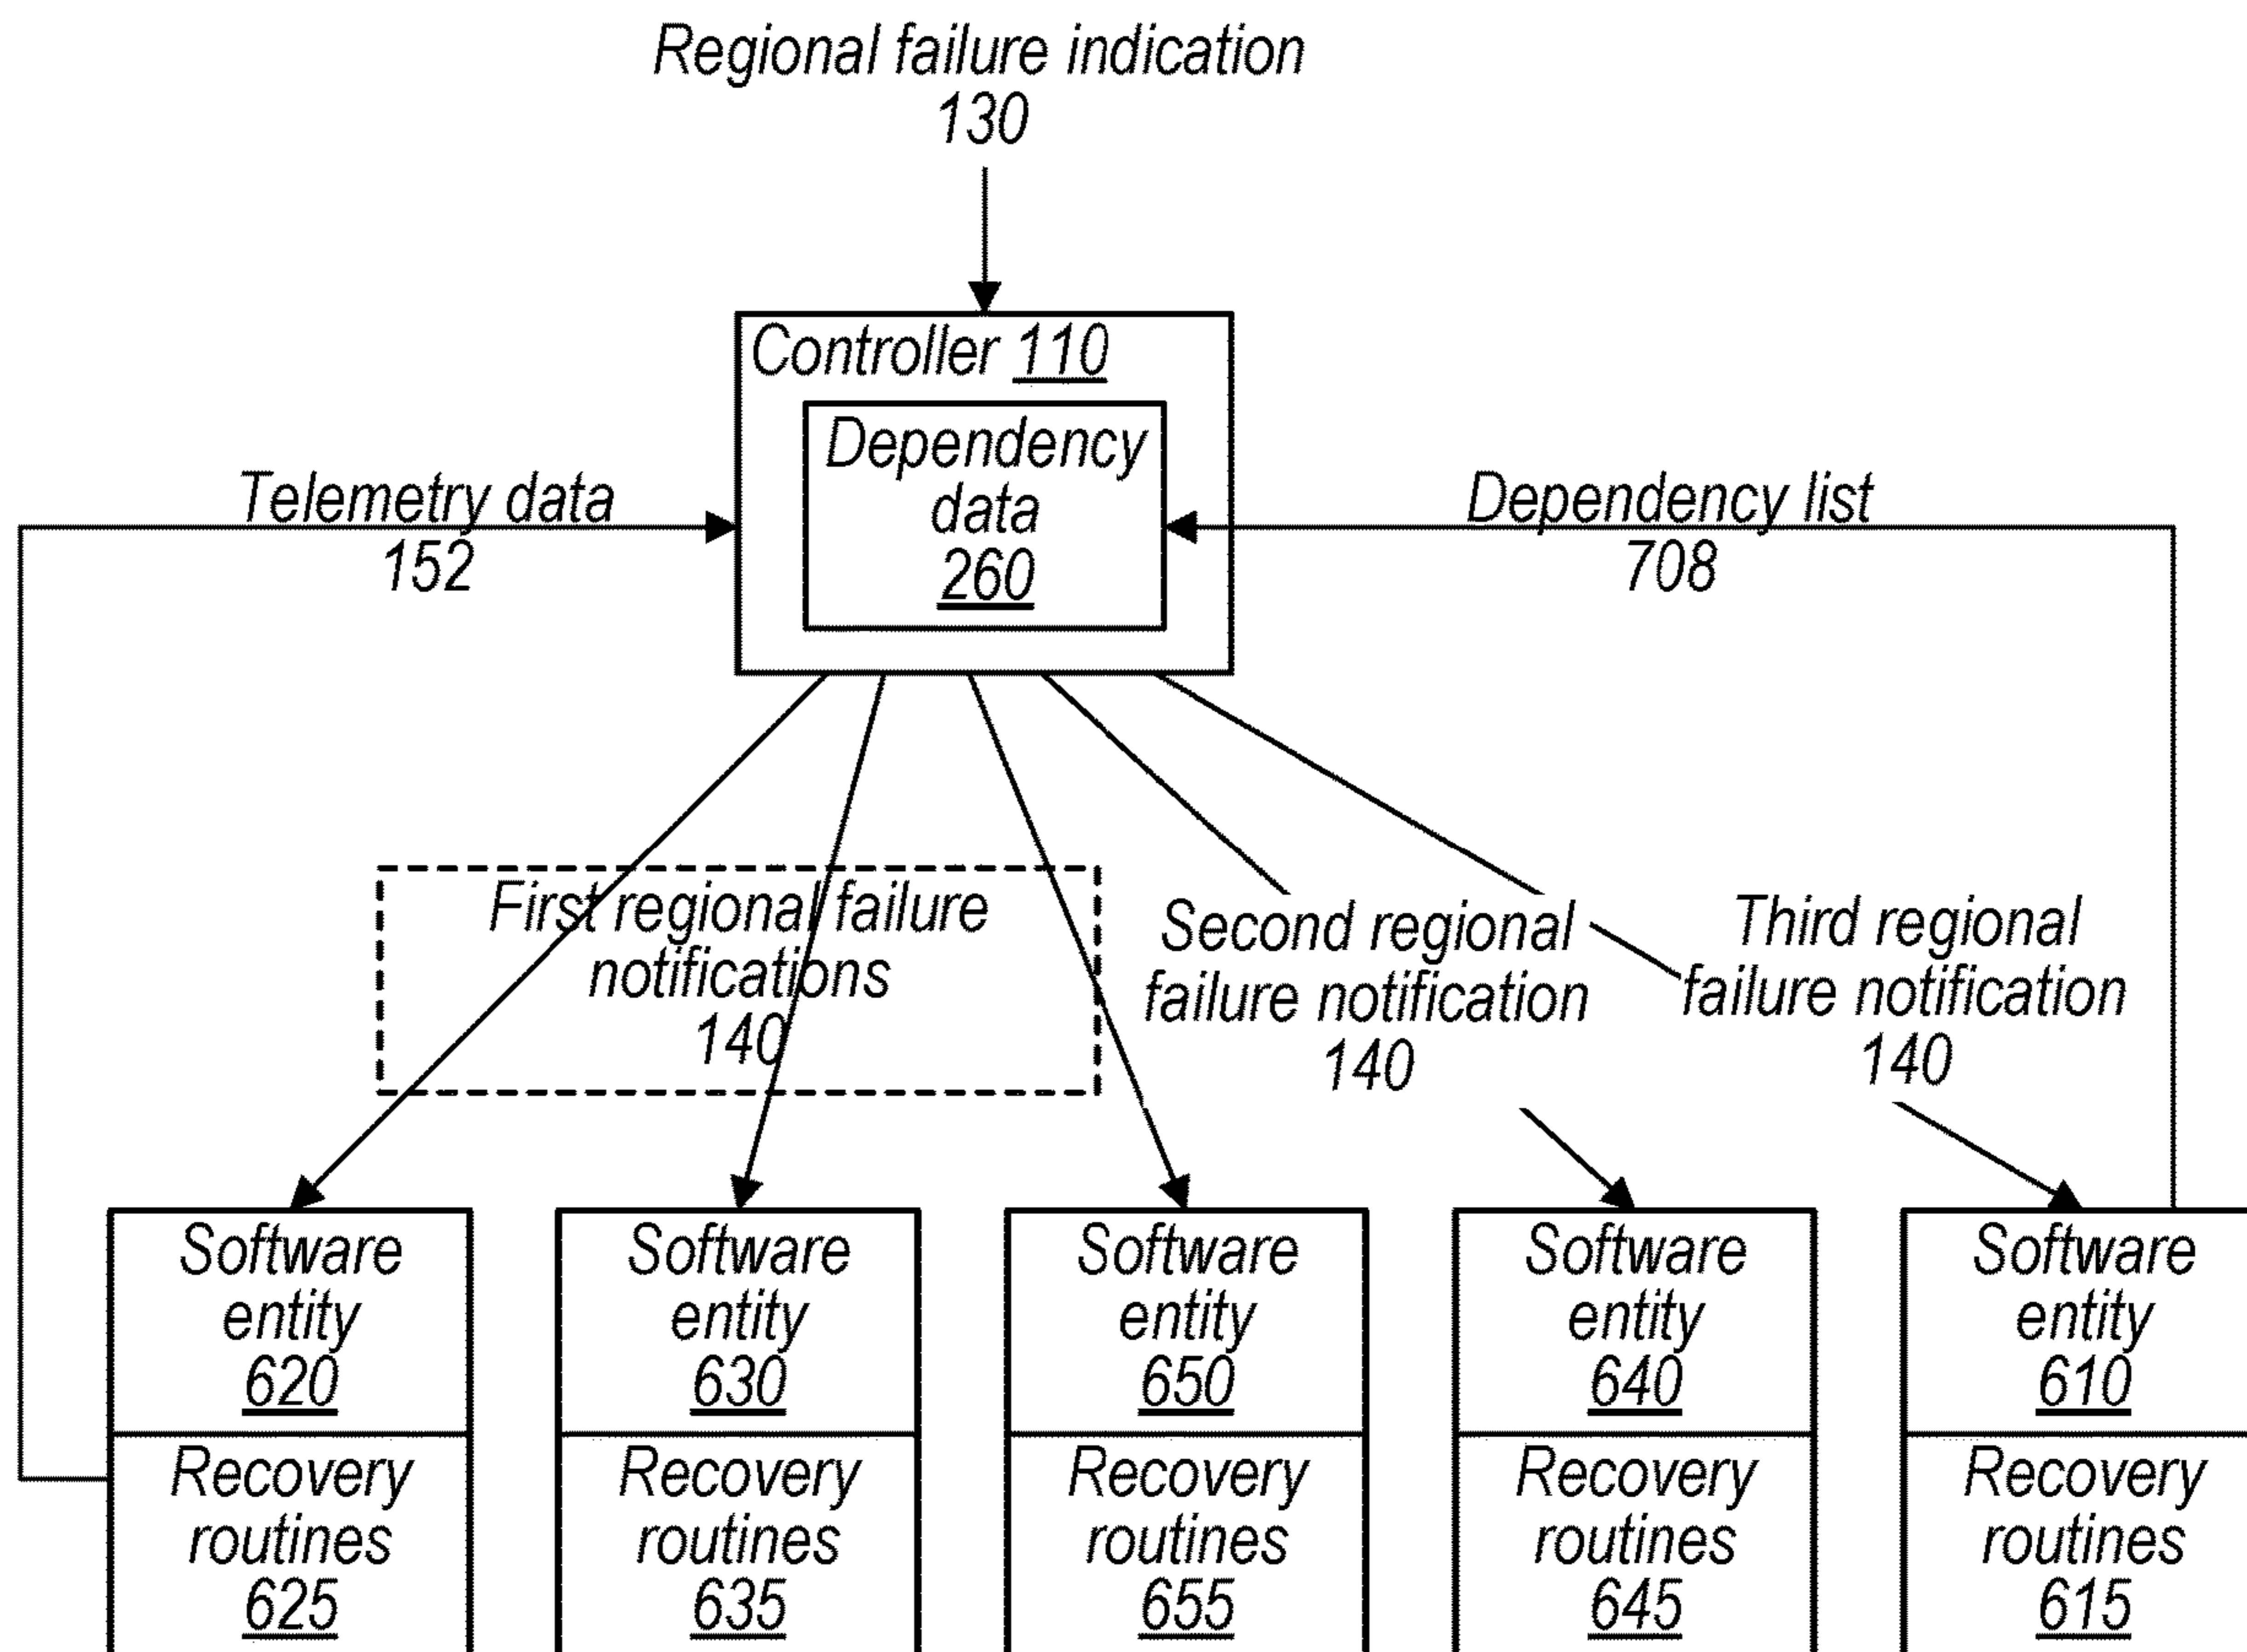 Regional failure indication
130
Controller 110
Dependency
data
260
Telemetry data
152
Dependency list
708
First regional failure
notifications
140
Second regional
failure notification
140
Third regional
failure notification
140
Software
entity
620
Recovery
routines
625
Software
entity
630
Recovery
routines
635
Software
entity
650
Recovery
routines
655
Software
entity
640
Recovery
routines
645
Software
entity
610
Recovery
routines
615